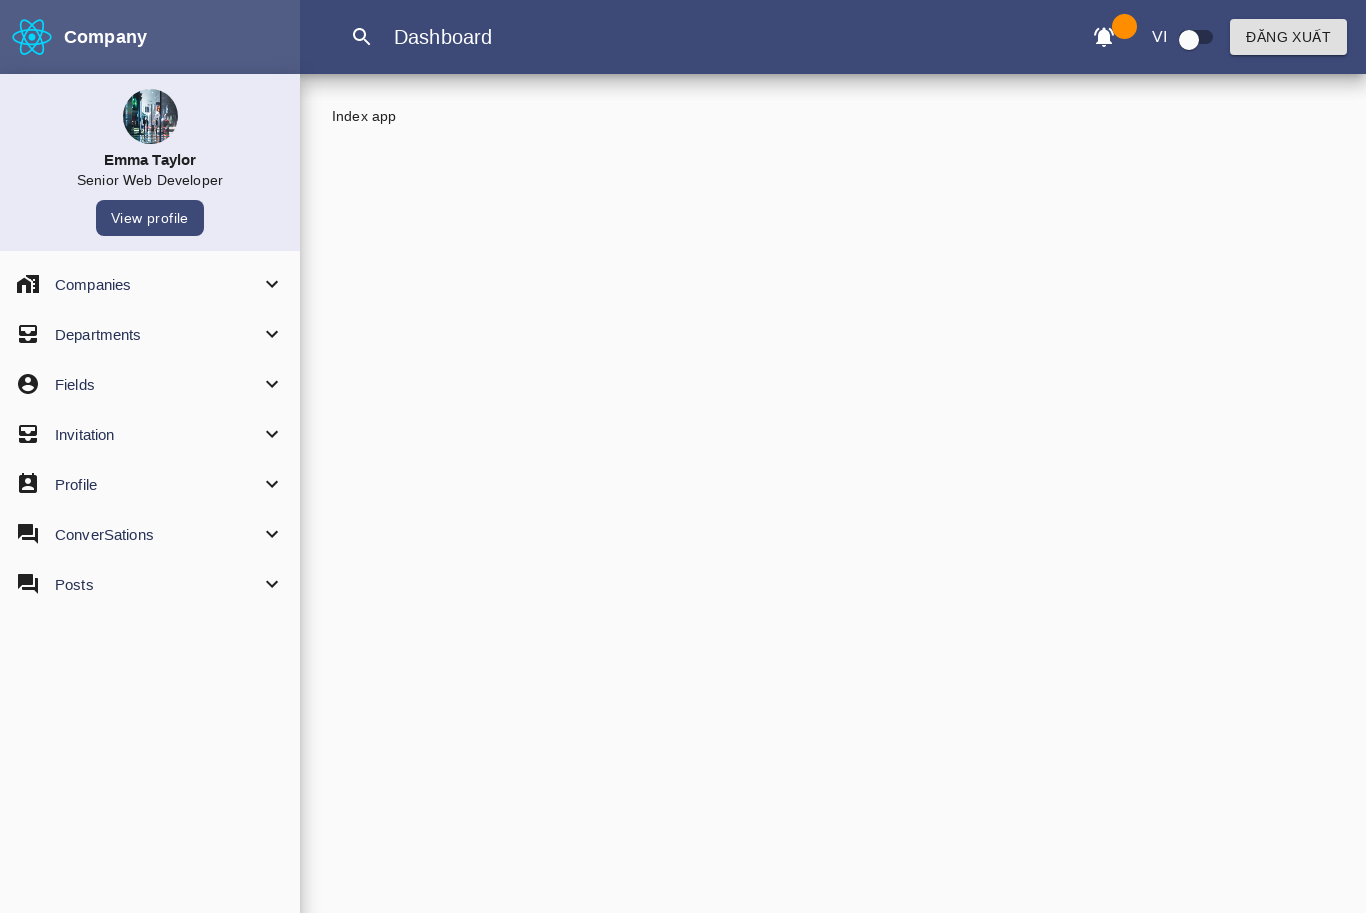 Company
Dashboard
VI
ĐĂNG XUẤT
Emma Taylor
Senior Web Developer
View profile
Index app
Companies
Departments
Fields
Invitation
Profile
ConverSations
Posts